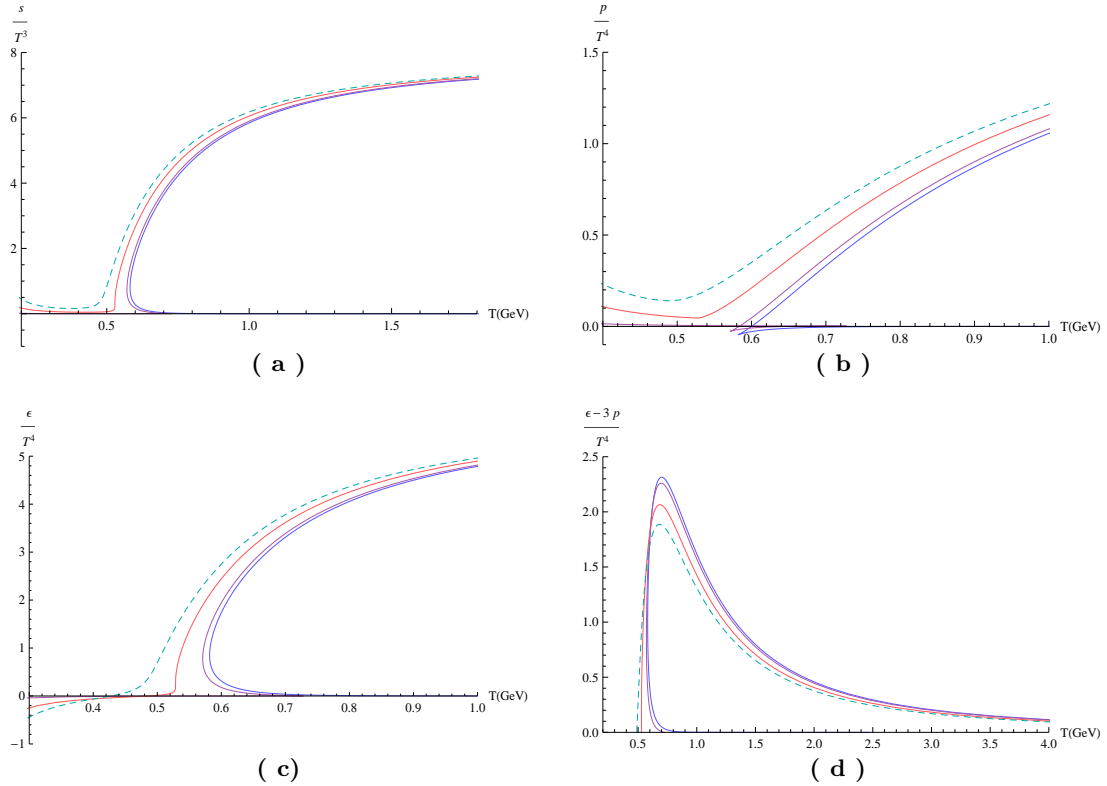 s/T³
8
6
4
2
0.5 1.0 1.5 T(GeV)
( a )
p/T⁴
1.5
1.0
0.5
0.0
0.5 0.6 0.7 0.8 0.9 1.0 T(GeV)
( b )
ϵ/T⁴
5
4
3
2
1
0
−1
0.4 0.5 0.6 0.7 0.8 0.9 1.0 T(GeV)
( c)
ϵ − 3 p/T⁴
2.5
2.0
1.5
1.0
0.5
0.0
0.5 1.0 1.5 2.0 2.5 3.0 3.5 4.0 T(GeV)
( d )